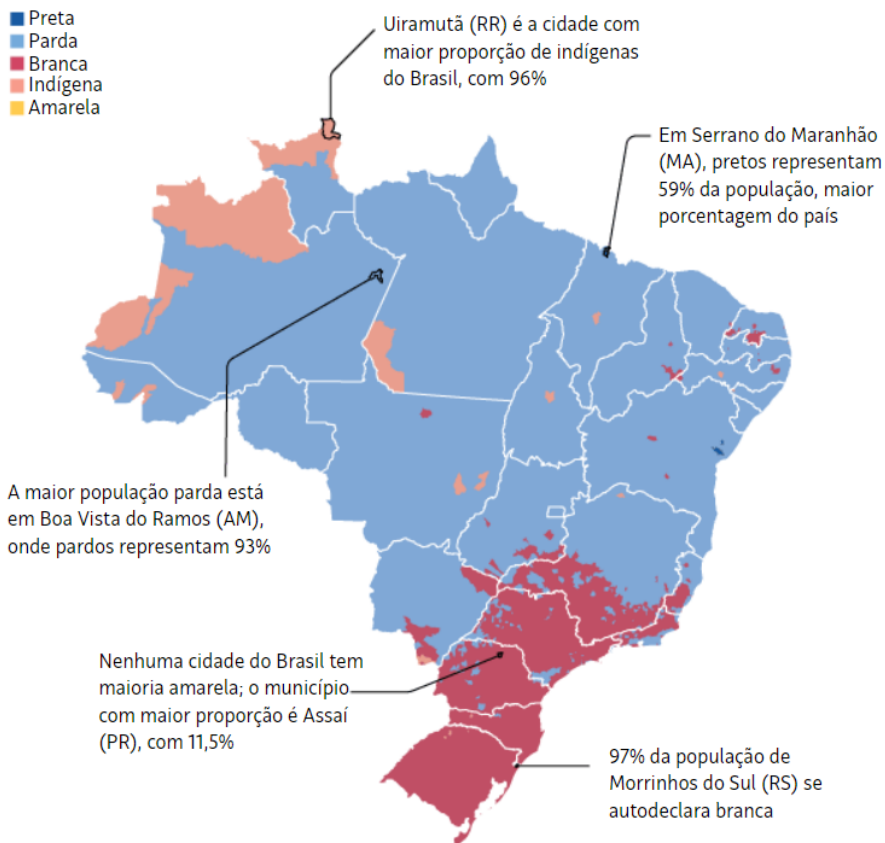 Preta
Parda
Branca
Indígena
Amarela
Uiramutã (RR) é a cidade com
maior proporção de indígenas
do Brasil, com 96%
Em Serrano do Maranhão
(MA), pretos representam
59% da população, maior
porcentagem do país
A maior população parda está
em Boa Vista do Ramos (AM),
onde pardos representam 93%
Nenhuma cidade do Brasil tem
maioria amarela; o município
com maior proporção é Assaí
(PR), com 11,5%
97% da população de
Morrinhos do Sul (RS) se
autodeclara branca